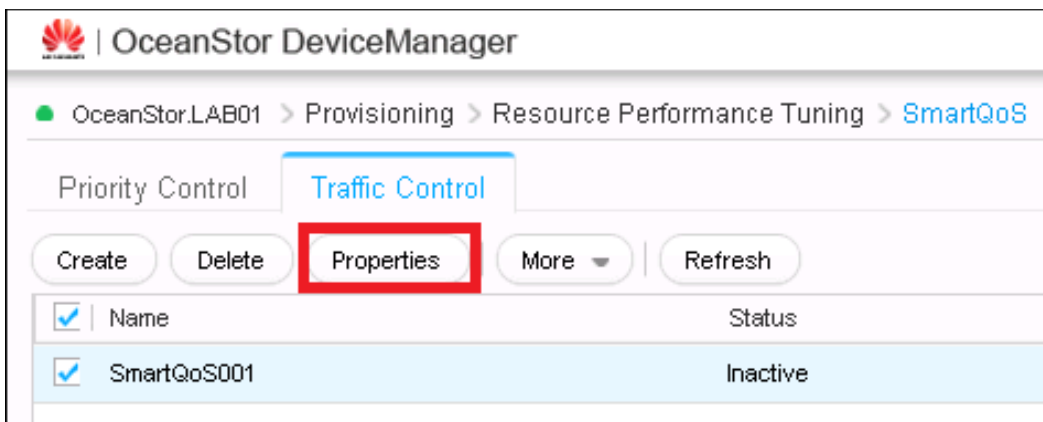 | OceanStor DeviceManager
OceanStor.LAB01 > Provisioning > Resource Performance Tuning > SmartQoS
Priority Control Traffic Control
Create Delete Properties More Refresh
Name Status
SmartQoS001 Inactive